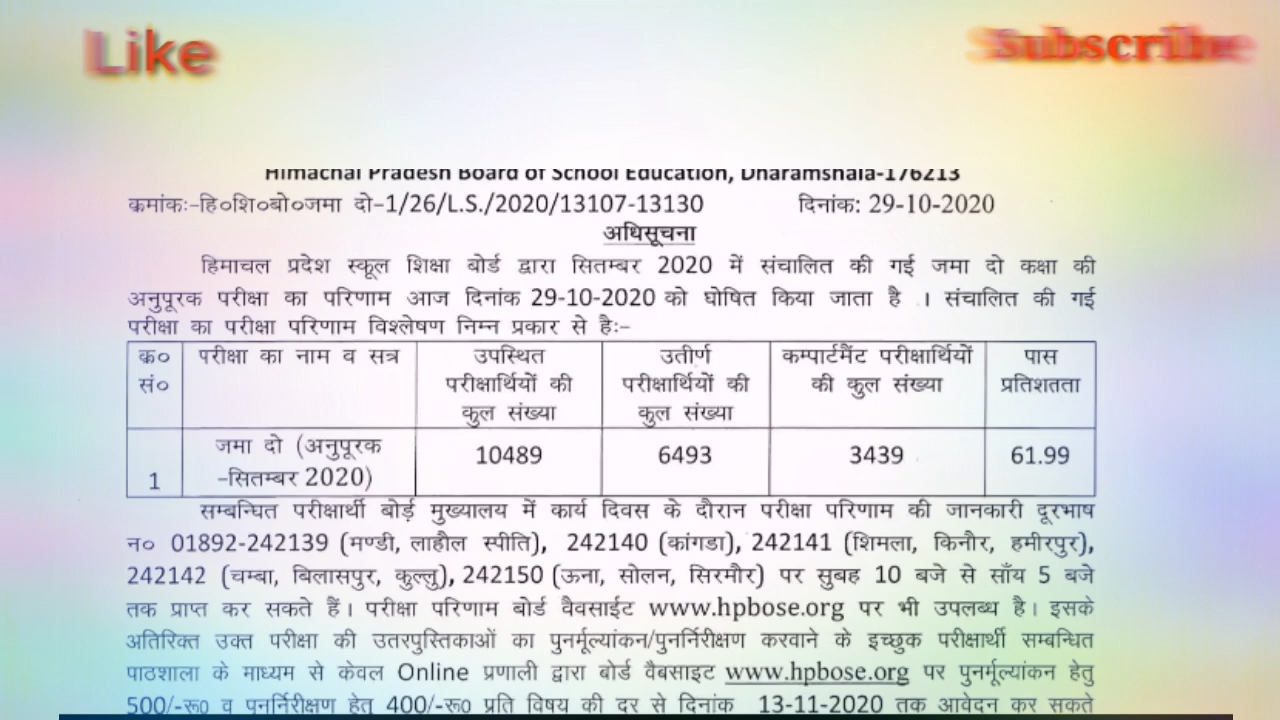 Like
Subscribe
Himachal Pradesh Board of School Education, Dharamshala-176213
क्रमांकः-हि०शि०बो०जमा दो-1/26/L.S./2020/13107-13130 दिनांक: 29-10-2020
अधिसूचना
हिमाचल प्रदेश स्कूल शिक्षा बोर्ड द्वारा सितम्बर 2020 में संचालित की गई जमा दो कक्षा की
अनुपूरक परीक्षा का परिणाम आज दिनांक 29-10-2020 को घोषित किया जाता है । संचालित की गई
परीक्षा का परीक्षा परिणाम विश्लेषण निम्न प्रकार से हैः-
क्र० सं० परीक्षा का नाम व सत्र उपस्थित परीक्षार्थियों की कुल संख्या उतीर्ण परीक्षार्थियों की कुल संख्या कम्पार्टमैंट परीक्षार्थियों की कुल संख्या पास प्रतिशतता
1 जमा दो (अनुपूरक -सितम्बर 2020) 10489 6493 3439 61.99
सम्बन्धित परीक्षार्थी बोर्ड़ मुख्यालय में कार्य दिवस के दौरान परीक्षा परिणाम की जानकारी दूरभाष
न० 01892-242139 (मण्डी, लाहौल स्पीति), 242140 (कांगडा), 242141 (शिमला, किनौर, हमीरपुर),
242142 (चम्बा, बिलासपुर, कुल्लु), 242150 (ऊना, सोलन, सिरमौर) पर सुबह 10 बजे से साँय 5 बजे
तक प्राप्त कर सकते हैं। परीक्षा परिणाम बोर्ड वैवसाईट www.hpbose.org पर भी उपलब्ध है। इसके
अतिरिक्त उक्त परीक्षा की उतरपुस्तिकाओं का पुनर्मूल्यांकन/पुनर्निरीक्षण करवाने के इच्छुक परीक्षार्थी सम्बन्धित
पाठशाला के माध्यम से केवल Online प्रणाली द्वारा बोर्ड वैबसाइट www.hpbose.org पर पुनर्मूल्यांकन हेतु
500/-रू० व पुनर्निरीक्षण हेतु 400/-रू० प्रति विषय की दर से दिनांक 13-11-2020 तक आवेदन कर सकते